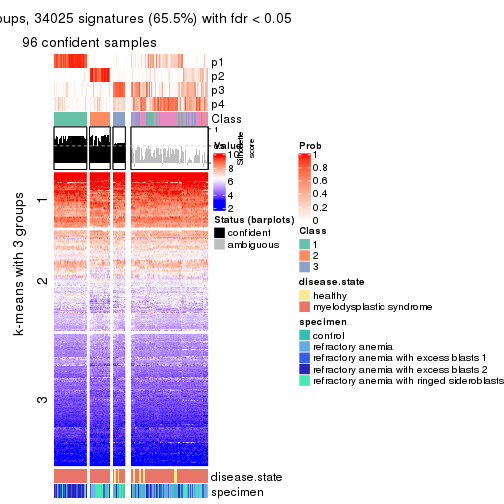 oups, 34025 signatures (65.5%) with fdr < 0.05
96 confident samples
p1
p2
p3
p4
Class
1
Silhouette
score
k-means with 3 groups
1
2
3
disease.state
specimen
Value
10
8
6
4
2
Status (barplots)
confident
ambiguous
Prob
1
0.8
0.6
0.4
0.2
0
Class
1
2
3
disease.state
healthy
myelodysplastic syndrome
specimen
control
refractory anemia
refractory anemia with excess blasts 1
refractory anemia with excess blasts 2
refractory anemia with ringed sideroblasts